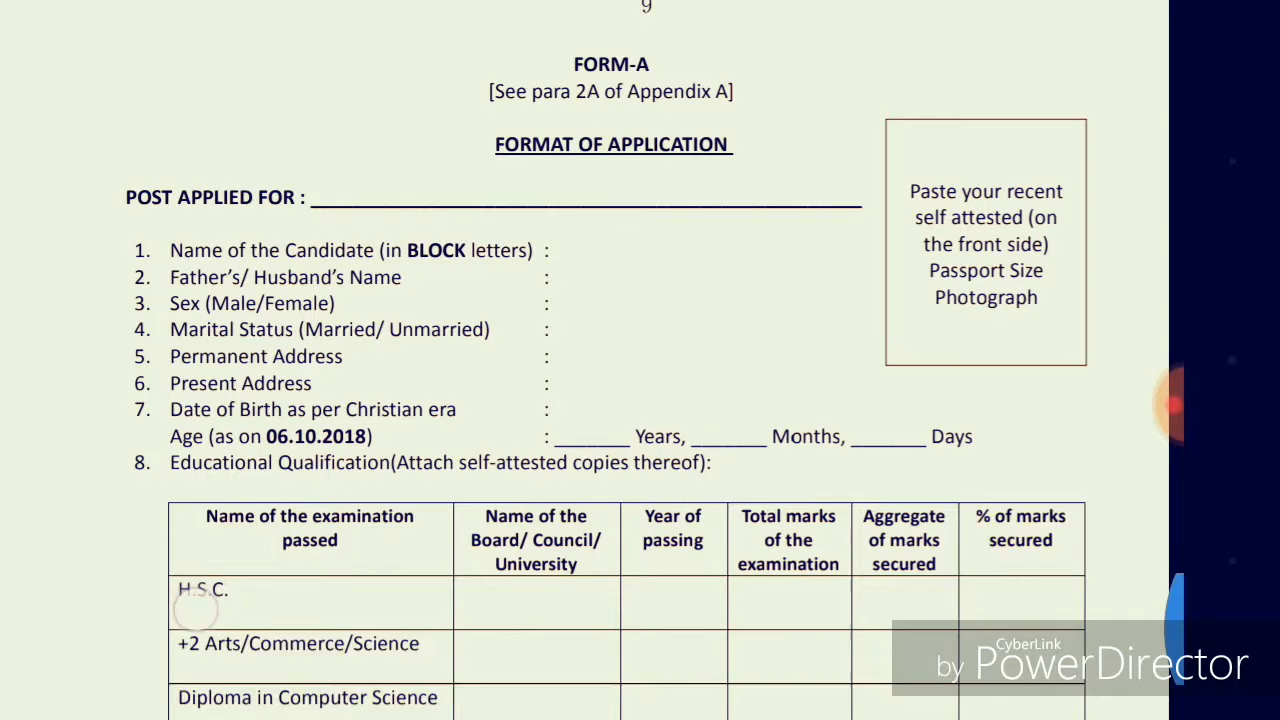 9
FORM-A
[See para 2A of Appendix A]
FORMAT OF APPLICATION
POST APPLIED FOR : ______________________________________________
Paste your recent
self attested (on
the front side)
Passport Size
Photograph
1. Name of the Candidate (in BLOCK letters) :
2. Father’s/ Husband’s Name :
3. Sex (Male/Female) :
4. Marital Status (Married/ Unmarried) :
5. Permanent Address :
6. Present Address :
7. Date of Birth as per Christian era :
Age (as on 06.10.2018) : _______ Years, _______ Months, _______ Days
8. Educational Qualification(Attach self-attested copies thereof):
Name of the examination passed
Name of the Board/ Council/ University
Year of passing
Total marks of the examination
Aggregate of marks secured
% of marks secured
H.S.C.
+2 Arts/Commerce/Science
Diploma in Computer Science
CyberLink
by PowerDirector